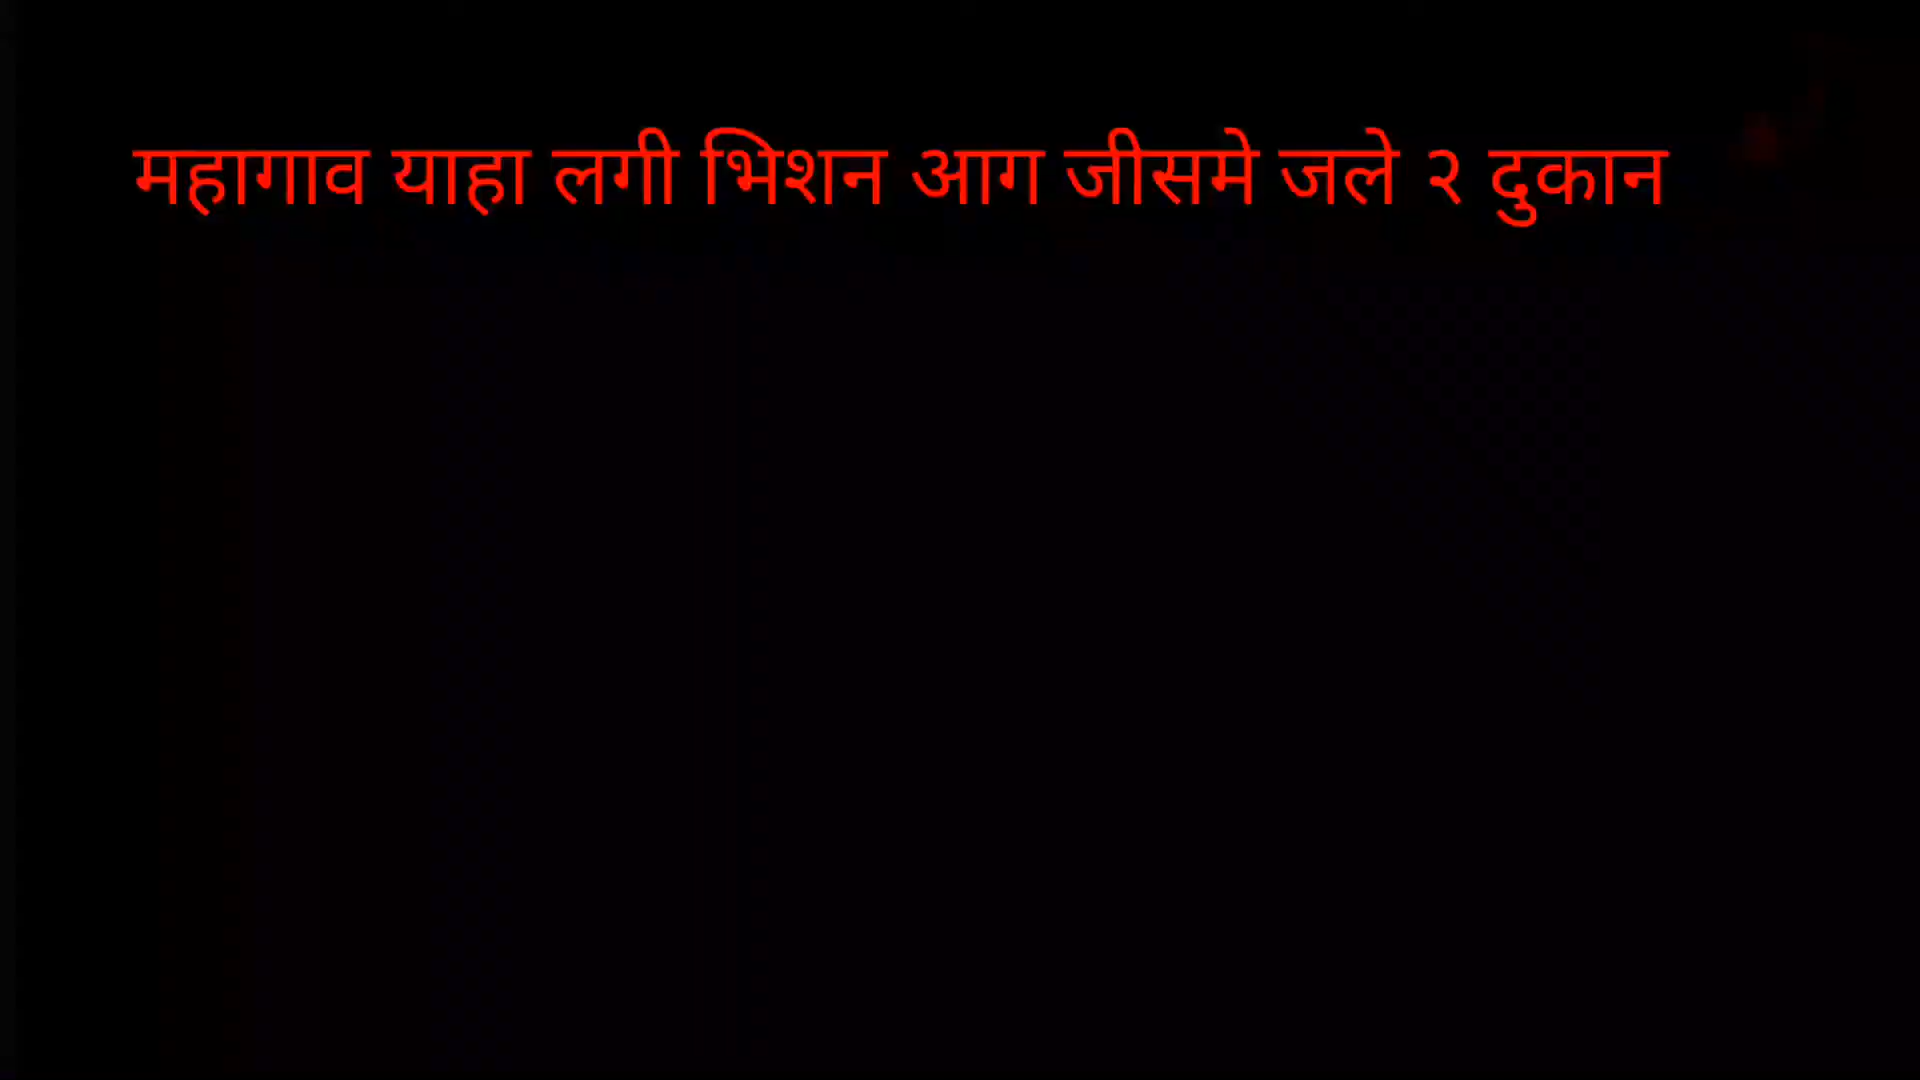 महागाव याहा लगी भिशन आग जीसमे जले २ दुकान